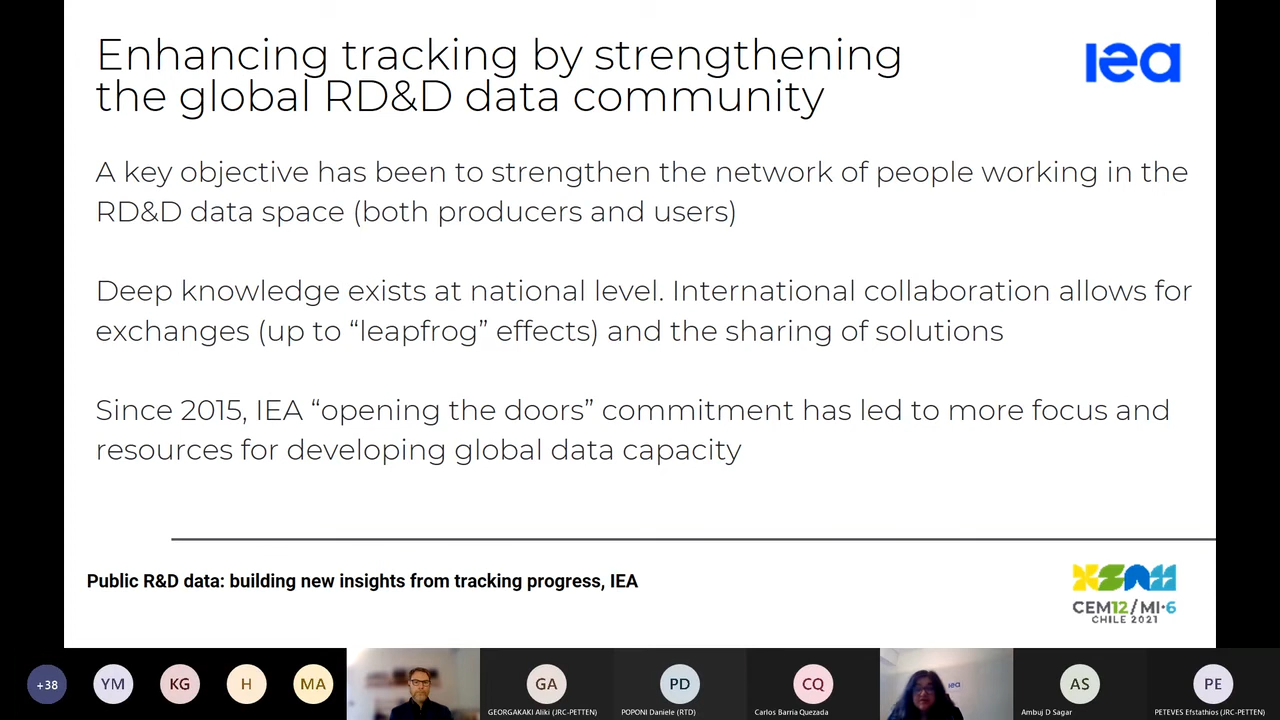 Enhancing tracking by strengthening
the global RD&D data community
iea
A key objective has been to strengthen the network of people working in the
RD&D data space (both producers and users)
Deep knowledge exists at national level. International collaboration allows for
exchanges (up to “leapfrog” effects) and the sharing of solutions
Since 2015, IEA “opening the doors” commitment has led to more focus and
resources for developing global data capacity
Public R&D data: building new insights from tracking progress, IEA
CEM12/MI·6
CHILE 2021
+38
YM
KG
H
MA
GA
GEORGAKAKI Aliki (JRC-PETTEN)
PD
POPONI Daniele (RTD)
CQ
Carlos Barria Quezada
iea
AS
Ambuj D Sagar
PE
PETEVES Efstathios (JRC-PETTEN)